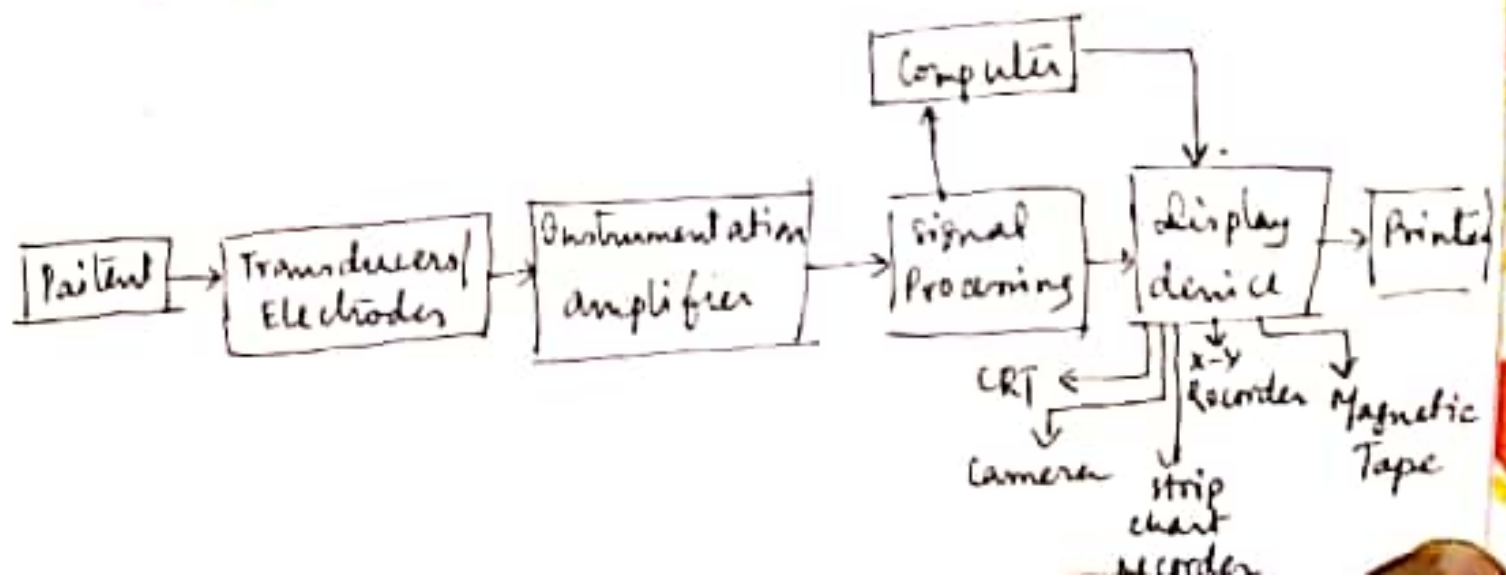 Computer
Paitent
Transducers/
Electrodes
Instrumentation
amplifier
signal
Processing
display
device
Printer
CRT
Camera
strip
chart
recorder
X-Y
Recorder
Magnetic
Tape